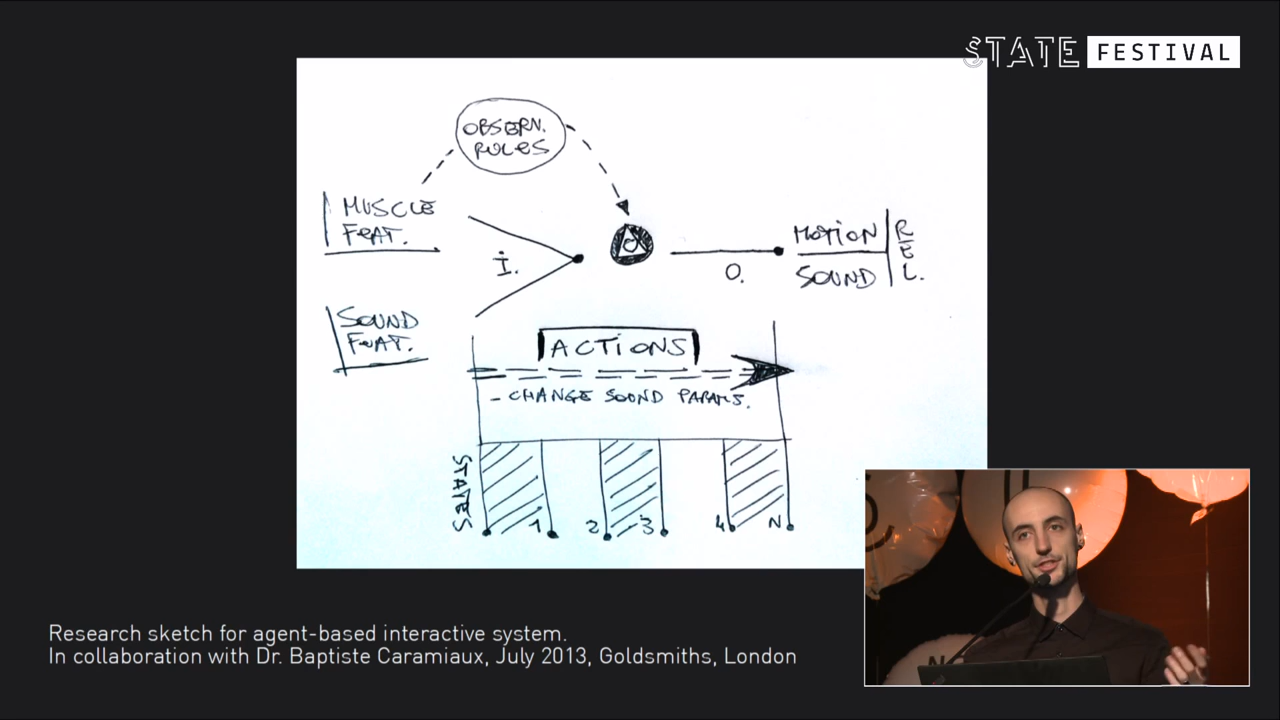 STATE FESTIVAL
OBSERN.
RULES
MUSCLE
FEAT.
I.
O.
MOTION
SOUND
REL.
SOUND
FEAT.
ACTIONS
- CHANGE SOUND PARAMS.
STATES
1 2 3 4 N
Research sketch for agent-based interactive system.
In collaboration with Dr. Baptiste Caramiaux, July 2013, Goldsmiths, London